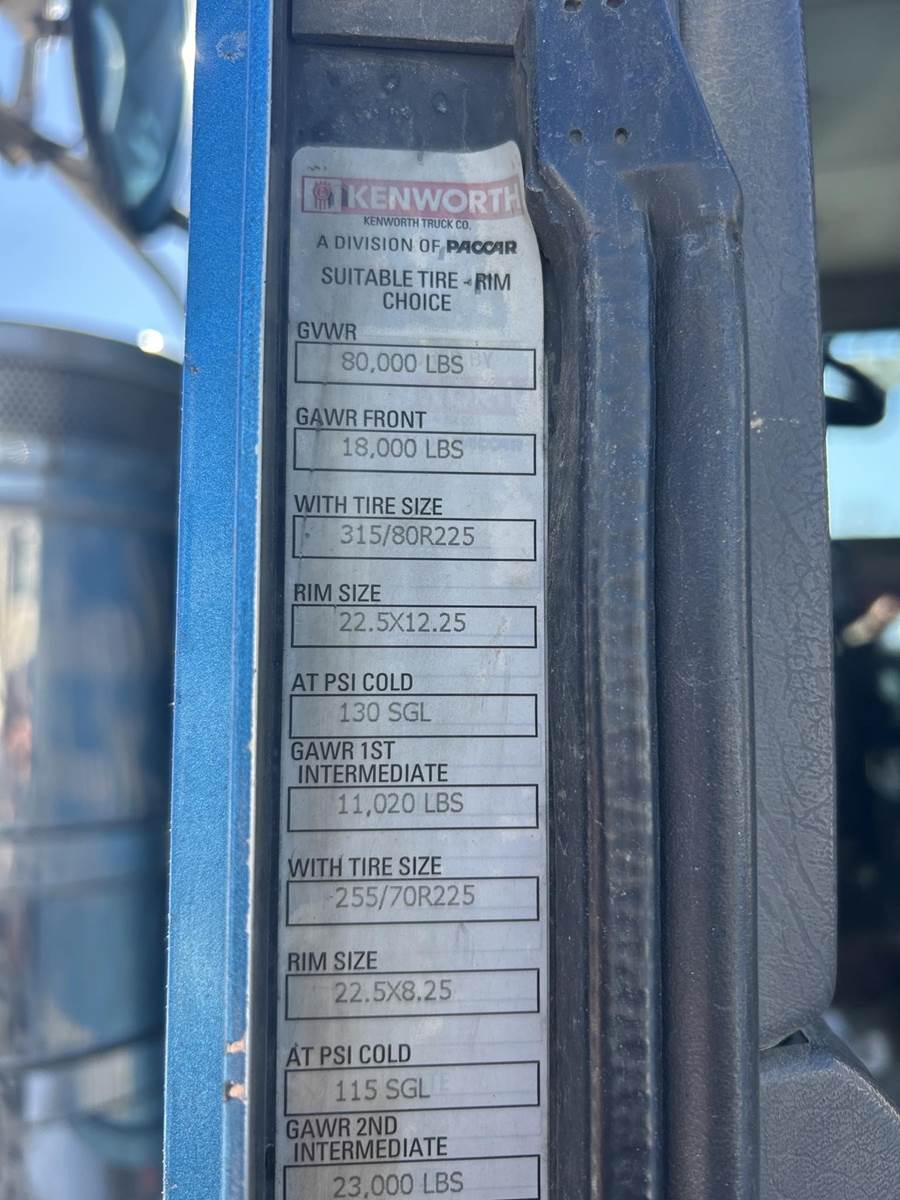 KENWORTH
KENWORTH TRUCK CO.
A DIVISION OF PACCAR
SUITABLE TIRE - RIM
CHOICE
GVWR
80,000 LBS
GAWR FRONT
18,000 LBS
WITH TIRE SIZE
315/80R225
RIM SIZE
22.5X12.25
AT PSI COLD
130 SGL
GAWR 1ST
INTERMEDIATE
11,020 LBS
WITH TIRE SIZE
255/70R225
RIM SIZE
22.5X8.25
AT PSI COLD
115 SGL
GAWR 2ND
INTERMEDIATE
23,000 LBS